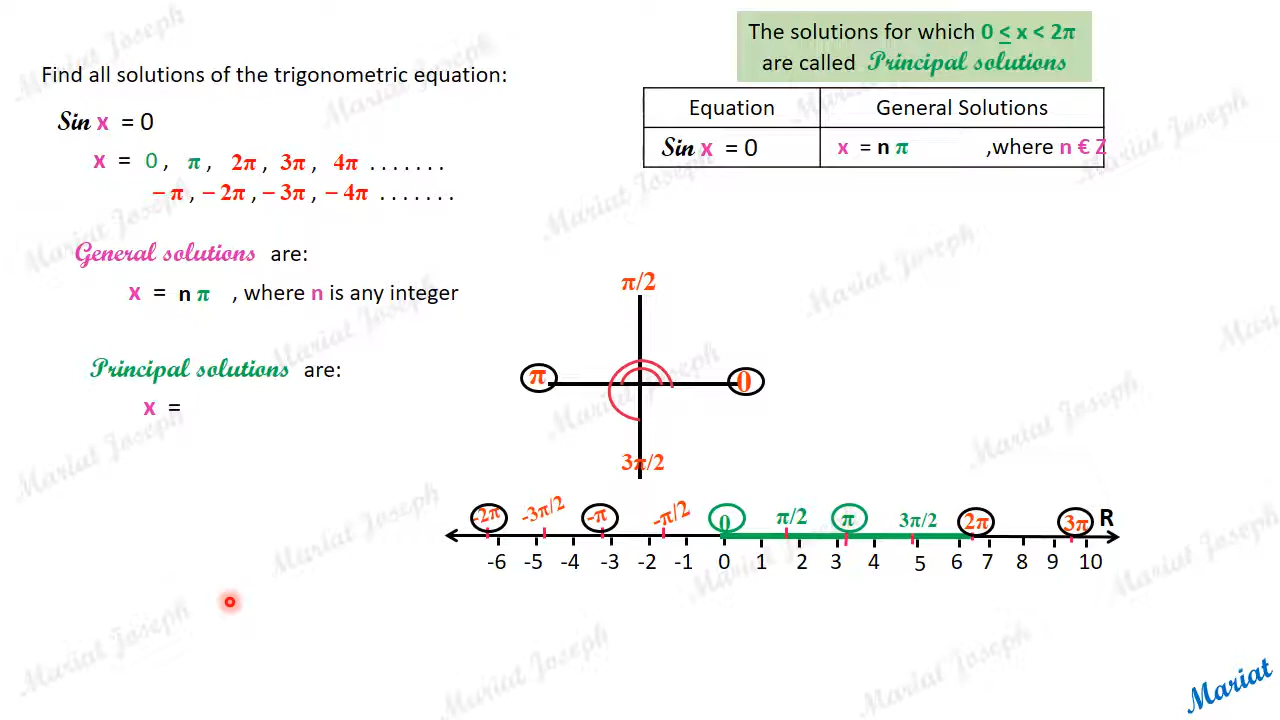 The solutions for which 0 ≤ x < 2π
are called Principal solutions
Find all solutions of the trigonometric equation:
Equation General Solutions
Sin x = 0
Sin x = 0 x = n π ,where n € Z
x = 0 , π , 2π , 3π , 4π . . . . . . .
– π , – 2π , – 3π , – 4π . . . . . . .
General solutions are:
x = n π , where n is any integer
π/2
Principal solutions are:
π 0
x =
3π/2
-2π -3π/2 -π -π/2 0 π/2 π 3π/2 2π 3π R
-6 -5 -4 -3 -2 -1 0 1 2 3 4 5 6 7 8 9 10
Mariat
Mariat Joseph